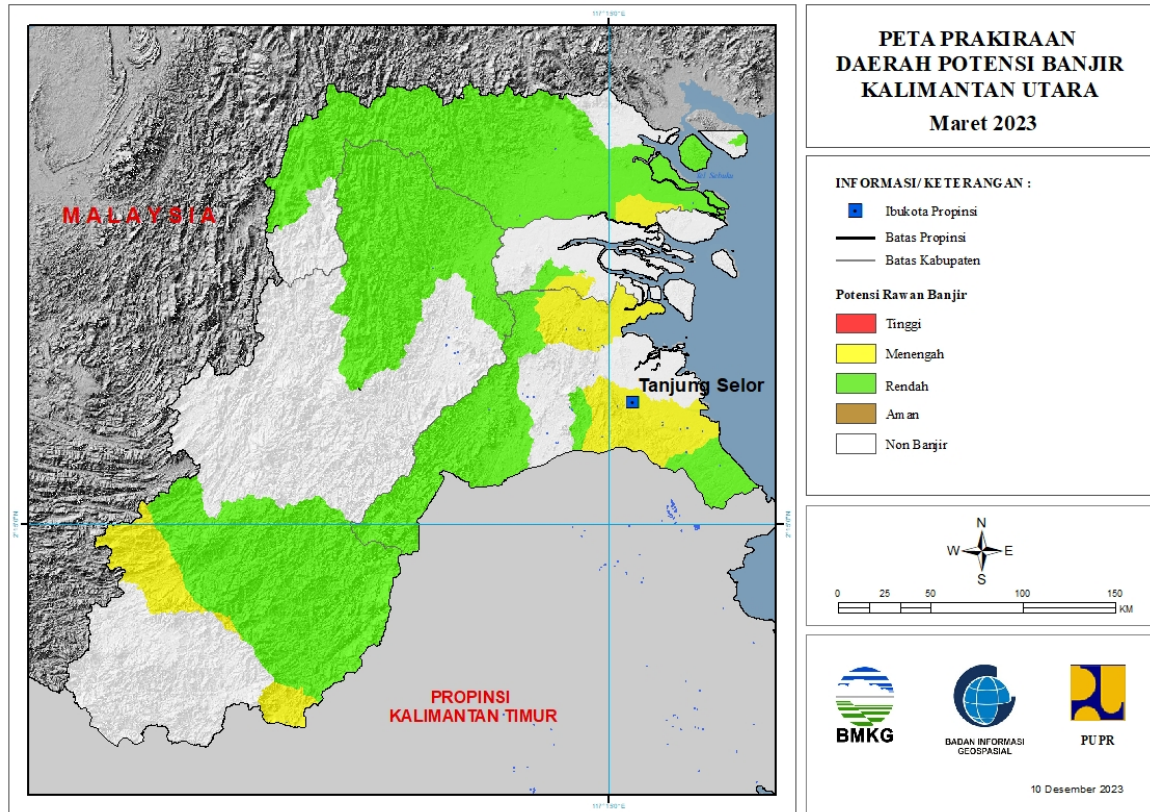 PETA PRAKIRAAN
DAERAH POTENSI BANJIR
KALIMANTAN UTARA
Maret 2023
INFORMASI/ KETERANGAN :
Ibukota Propinsi
Batas Propinsi
Batas Kabupaten
Potensi Rawan Banjir
Tinggi
Menengah
Rendah
Aman
Non Banjir
N
W E
S
0 25 50 100 150
KM
BMKG
BADAN INFORMASI
GEOSPASIAL
PUPR
10 Desember 2023
MALAYSIA
Tanjung Selor
PROPINSI
KALIMANTAN TIMUR